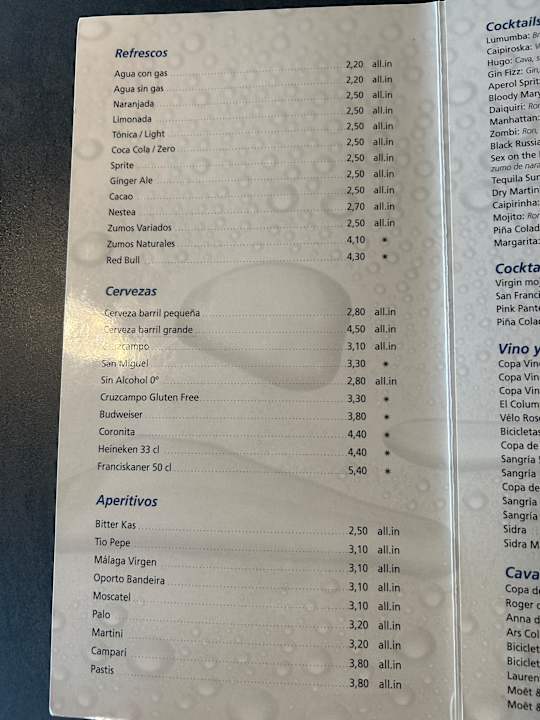 Refrescos
Agua con gas 2,20 all.in
Agua sin gas 2,20 all.in
Naranjada 2,50 all.in
Limonada 2,50 all.in
Tónica / Light 2,50 all.in
Coca Cola / Zero 2,50 all.in
Sprite 2,50 all.in
Ginger Ale 2,50 all.in
Cacao 2,50 all.in
Nestea 2,70 all.in
Zumos Variados 2,50 all.in
Zumos Naturales 4,10 *
Red Bull 4,30 *
Cervezas
Cerveza barril pequeña 2,80 all.in
Cerveza barril grande 4,50 all.in
Cruzcampo 3,10 all.in
San Miguel 3,30 *
Sin Alcohol 0º 2,80 all.in
Cruzcampo Gluten Free 3,30 *
Budweiser 3,80 *
Coronita 4,40 *
Heineken 33 cl 4,40 *
Franciskaner 50 cl 5,40 *
Aperitivos
Bitter Kas 2,50 all.in
Tio Pepe 3,10 all.in
Málaga Virgen 3,10 all.in
Oporto Bandeira 3,10 all.in
Moscatel 3,10 all.in
Palo 3,20 all.in
Martini 3,20 all.in
Campari 3,80 all.in
Pastis 3,80 all.in
Cocktails
Lumumba:
Caipiroska:
Hugo: Cava,
Gin Fizz:
Aperol Sprit
Bloody Mary
Daiquiri: Ron
Manhattan:
Zombi: Ron,
Black Russia
Sex on the
zumo de nara
Tequila Sun
Dry Martin
Caipirinha:
Mojito: Ron
Piña Colad
Margarita:
Cockta
Virgin mo
San Franci
Pink Pant
Piña Cola
Vino y
Copa Vin
Copa Vin
Copa Vin
El Colum
Vélo Ros
Bicicletas
Copa de
Sangría
Sangría
Copa de
Sangría
Sangría
Sidra
Sidra M
Cava
Copa d
Roger
Anna d
Ars Col
Biciclet
Biciclet
Lauren
Moët &
Moët &